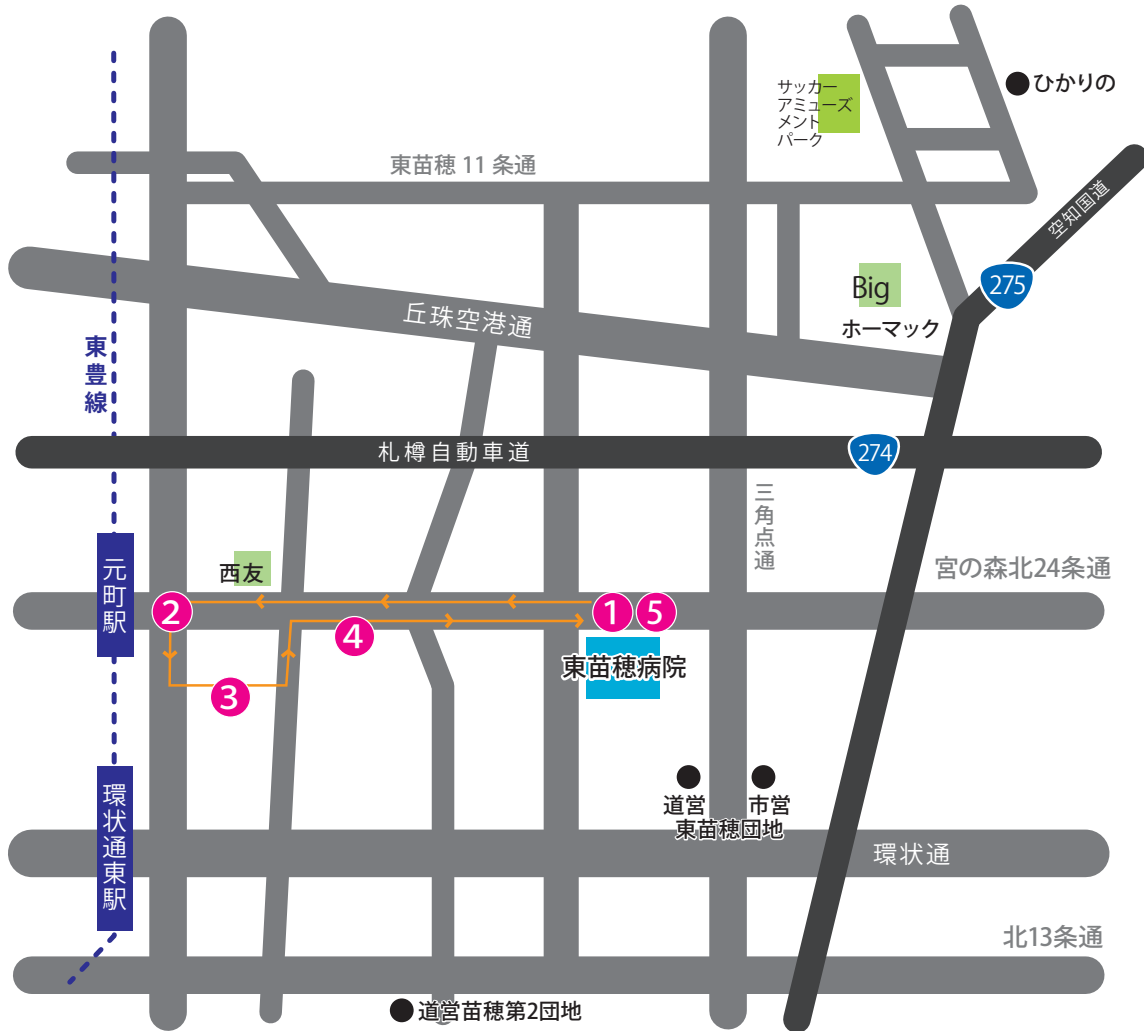 サッカー
アミューズ
メント
パーク
ひかりの
東苗穂 11 条通
空知国道
275
Big
ホーマック
丘珠空港通
東豊線
札樽自動車道
274
三角点通
元町駅
西友
宮の森北24条通
2
1
5
4
3
東苗穂病院
道営
市営
東苗穂団地
環状通東駅
環状通
北13条通
道営苗穂第2団地